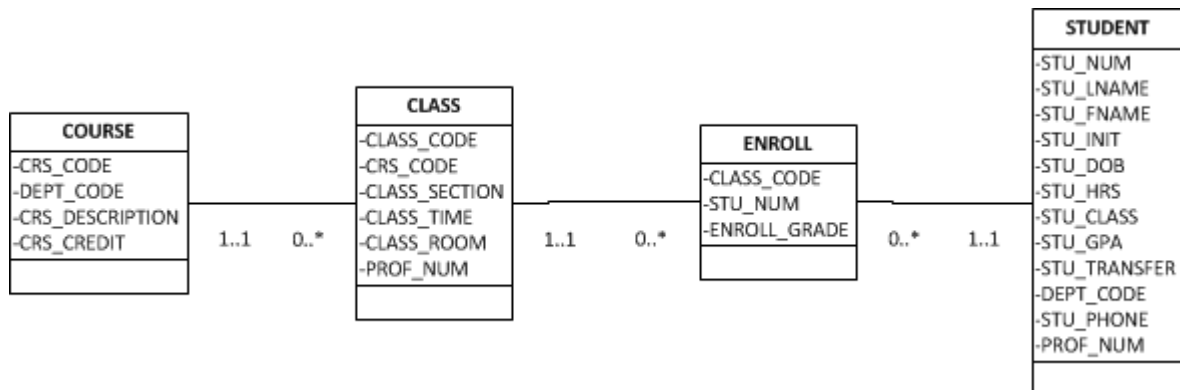 COURSE
-CRS_CODE
-DEPT_CODE
-CRS_DESCRIPTION
-CRS_CREDIT
1..1
0..*
CLASS
-CLASS_CODE
-CRS_CODE
-CLASS_SECTION
-CLASS_TIME
-CLASS_ROOM
-PROF_NUM
1..1
0..*
ENROLL
-CLASS_CODE
-STU_NUM
-ENROLL_GRADE
0..*
1..1
STUDENT
-STU_NUM
-STU_LNAME
-STU_FNAME
-STU_INIT
-STU_DOB
-STU_HRS
-STU_CLASS
-STU_GPA
-STU_TRANSFER
-DEPT_CODE
-STU_PHONE
-PROF_NUM